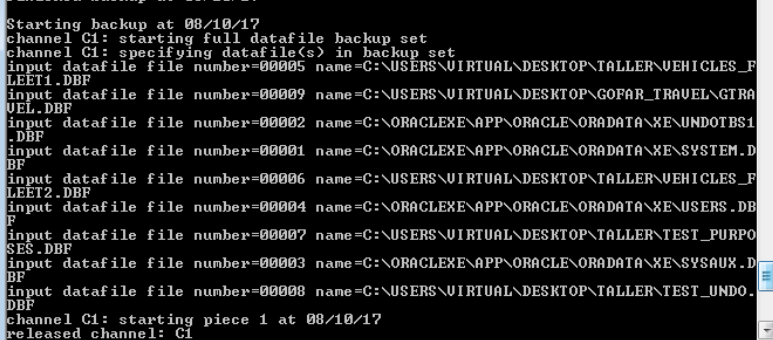 Starting backup at 08/10/17
channel C1: starting full datafile backup set
channel C1: specifying datafile(s) in backup set
input datafile file number=00005 name=C:\USERS\VIRTUAL\DESKTOP\TALLER\VEHICLES_F
LEET1.DBF
input datafile file number=00009 name=C:\USERS\VIRTUAL\DESKTOP\GOFAR_TRAVEL\GTRA
VEL.DBF
input datafile file number=00002 name=C:\ORACLEXE\APP\ORACLE\ORADATA\XE\UNDOTBS1
.DBF
input datafile file number=00001 name=C:\ORACLEXE\APP\ORACLE\ORADATA\XE\SYSTEM.D
BF
input datafile file number=00006 name=C:\USERS\VIRTUAL\DESKTOP\TALLER\VEHICLES_F
LEET2.DBF
input datafile file number=00004 name=C:\ORACLEXE\APP\ORACLE\ORADATA\XE\USERS.DB
F
input datafile file number=00007 name=C:\USERS\VIRTUAL\DESKTOP\TALLER\TEST_PURPO
SES.DBF
input datafile file number=00003 name=C:\ORACLEXE\APP\ORACLE\ORADATA\XE\SYSAUX.D
BF
input datafile file number=00008 name=C:\USERS\VIRTUAL\DESKTOP\TALLER\TEST_UNDO.
DBF
channel C1: starting piece 1 at 08/10/17
released channel: C1